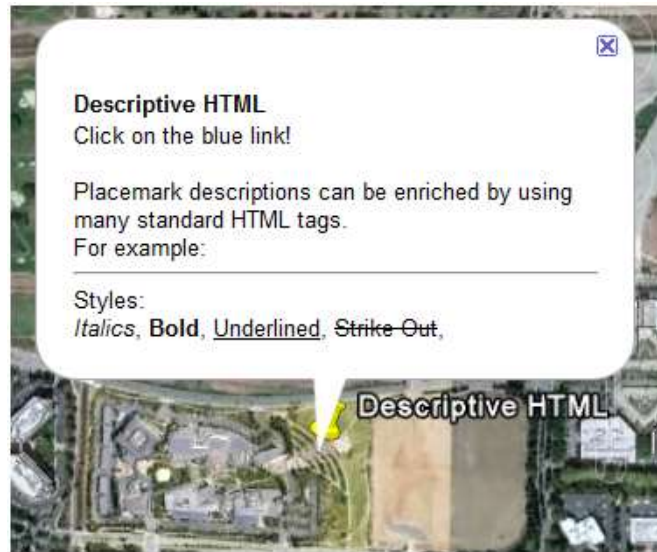 Descriptive HTML
Click on the blue link!
Placemark descriptions can be enriched by using
many standard HTML tags.
For example:
Styles:
Italics, Bold, Underlined, Strike Out,
Descriptive HTML